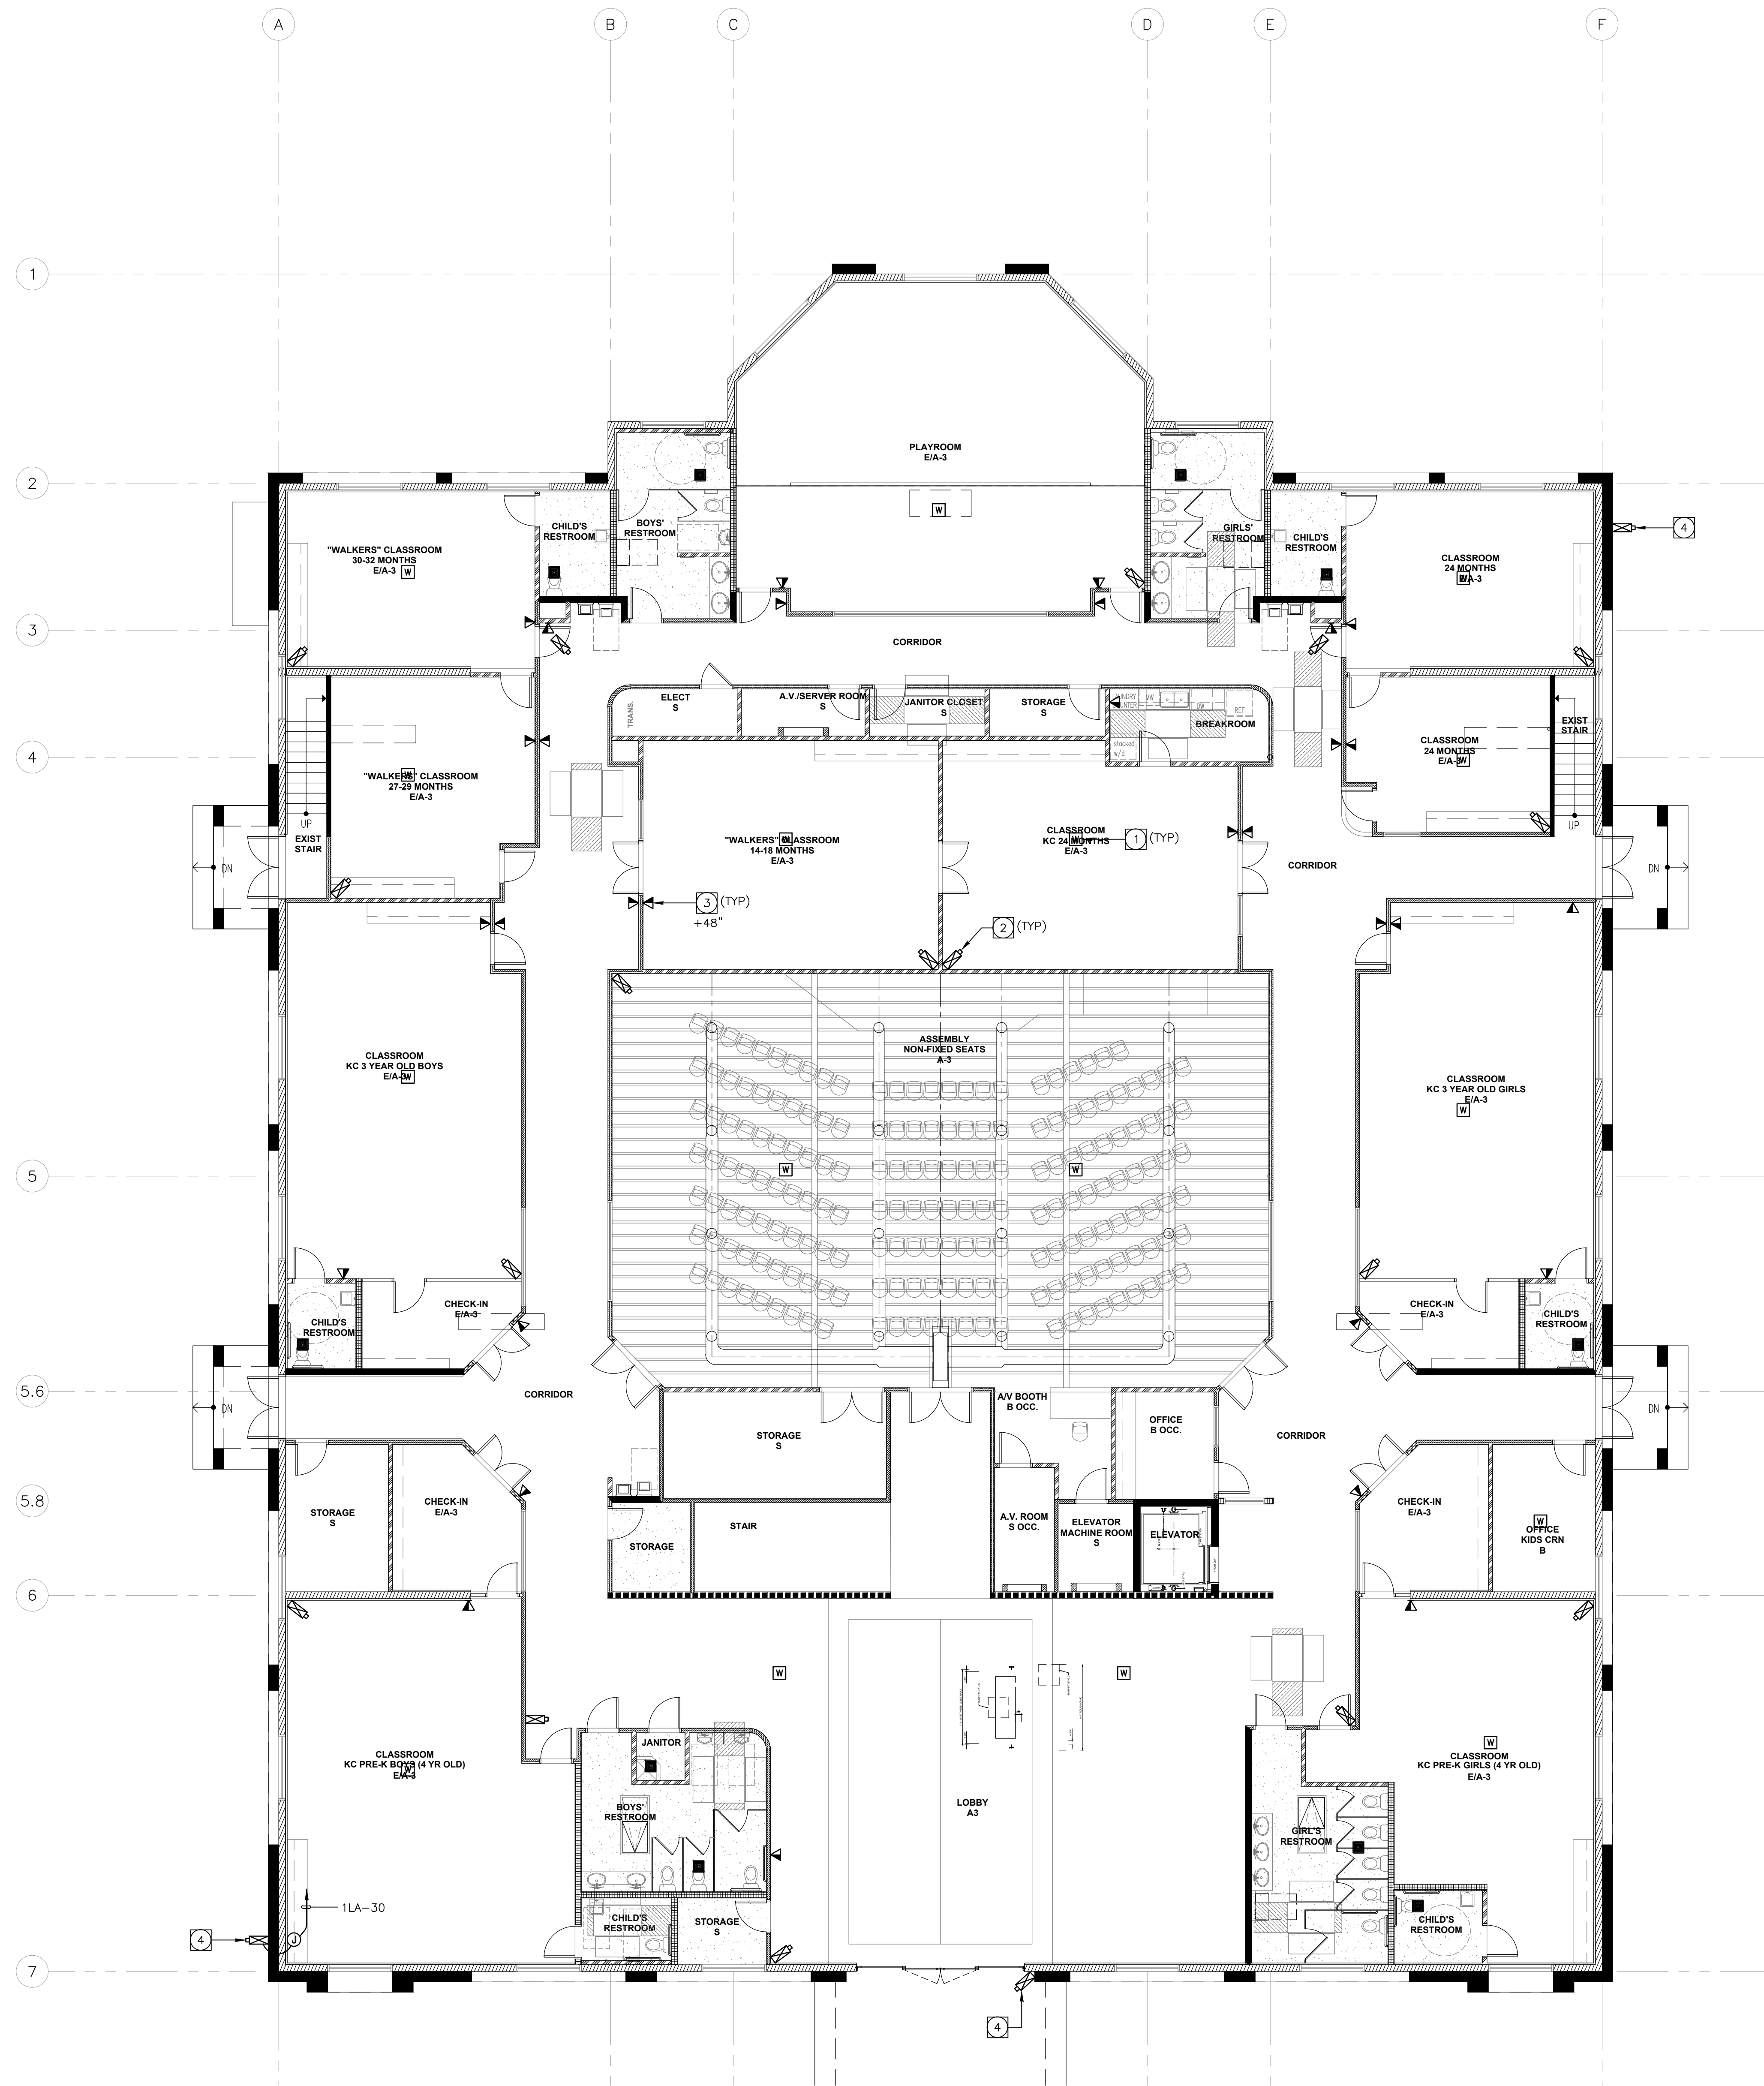 A
B
C
D
E
F
1
PLAYROOM
E/A-3
W
2
BOYS'
RESTROOM
CHILD'S
RESTROOM
"WALKERS" CLASSROOM
30-32 MONTHS
E/A-3
W
GIRLS'
RESTROOM
CHILD'S
RESTROOM
CLASSROOM
24 MONTHS
E/A-3
W
4
3
CORRIDOR
TRANS.
ELECT
S
A.V./SERVER ROOM
S
JANITOR CLOSET
S
STORAGE
S
LAUNDRY
COUNTER
MW
DW
REF
BREAKROOM
stacked
w/d
EXIST
STAIR
CLASSROOM
24 MONTHS
E/A-3
W
4
"WALKERS" CLASSROOM
27-29 MONTHS
E/A-3
W
UP
EXIST
STAIR
DN
"WALKERS" CLASSROOM
14-18 MONTHS
E/A-3
W
CLASSROOM
KC 24 MONTHS
E/A-3
W
1 (TYP)
UP
CORRIDOR
DN
3 (TYP)
+48"
2 (TYP)
CLASSROOM
KC 3 YEAR OLD BOYS
E/A-3
W
ASSEMBLY
NON-FIXED SEATS
A-3
W
W
CLASSROOM
KC 3 YEAR OLD GIRLS
E/A-3
W
5
CHECK-IN
E/A-3
CHILD'S
RESTROOM
CHECK-IN
E/A-3
CHILD'S
RESTROOM
5.6
DN
CORRIDOR
STORAGE
S
A/V BOOTH
B OCC.
OFFICE
B OCC.
CORRIDOR
DN
5.8
STORAGE
S
CHECK-IN
E/A-3
STORAGE
STAIR
A.V. ROOM
S OCC.
ELEVATOR
MACHINE ROOM
S
ELEVATOR
CHECK-IN
E/A-3
W
OFFICE
KIDS CRN
B
6
W
W
CLASSROOM
KC PRE-K BOYS (4 YR OLD)
E/A-3
W
JANITOR
BOYS'
RESTROOM
LOBBY
A3
GIRL'S
RESTROOM
W
CLASSROOM
KC PRE-K GIRLS (4 YR OLD)
E/A-3
1LA-30
J
4
CHILD'S
RESTROOM
STORAGE
S
CHILD'S
RESTROOM
7
4